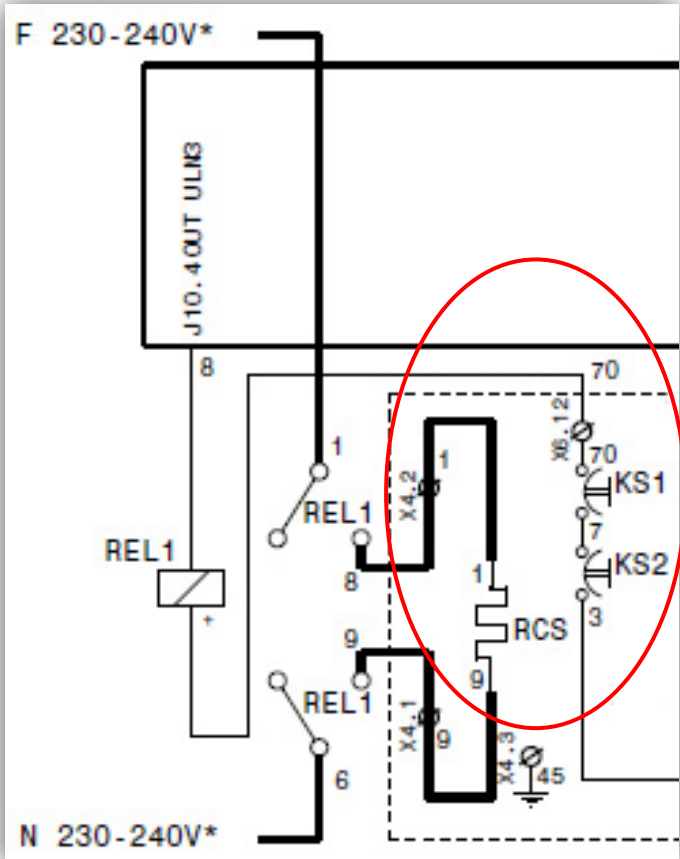 F 230-240V*
J10.4OUT ULN3
8
70
X6.12
1
1
X4.2
70
KS1
REL1
7
REL1
8
KS2
1
3
RCS
+
9
9
REL1
X4.1
9
X4.3
45
6
N 230-240V*